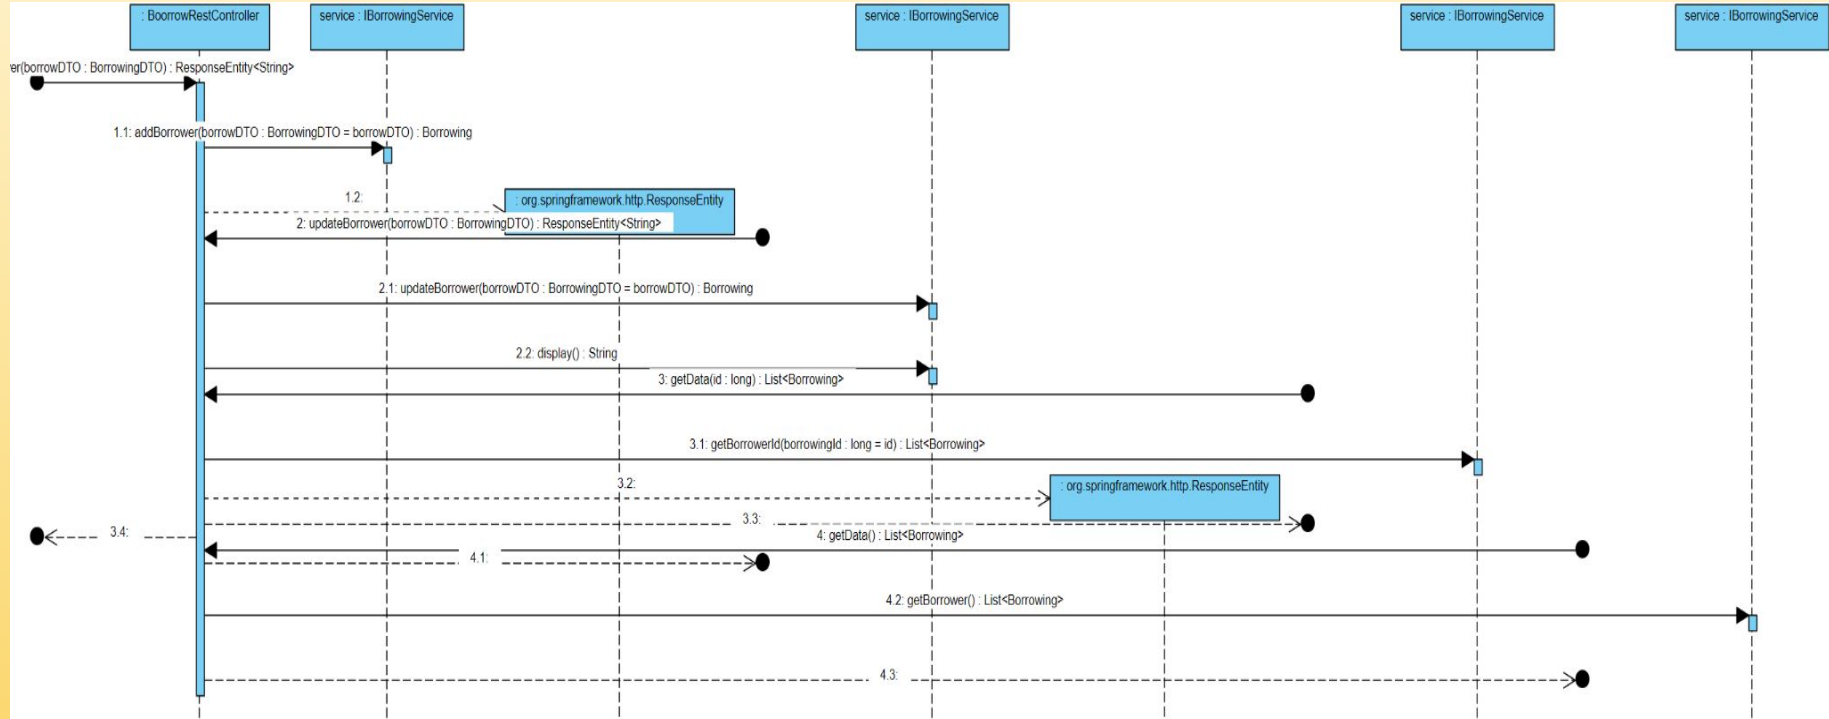 : BoorrowRestController
service : IBorrowingService
service : IBorrowingService
service : IBorrowingService
service : IBorrowingService
(borrowDTO : BorrowingDTO) : ResponseEntity<String>
1.1: addBorrower(borrowDTO : BorrowingDTO = borrowDTO) : Borrowing
1.2:
: org.springframework.http.ResponseEntity
2: updateBorrower(borrowDTO : BorrowingDTO) : ResponseEntity<String>
2.1: updateBorrower(borrowDTO : BorrowingDTO = borrowDTO) : Borrowing
2.2: display() : String
3: getData(id : long) : List<Borrowing>
3.1: getBorrowerId(borrowingId : long = id) : List<Borrowing>
3.2:
: org.springframework.http.ResponseEntity
3.3:
3.4:
4: getData() : List<Borrowing>
4.1:
4.2: getBorrower() : List<Borrowing>
4.3: